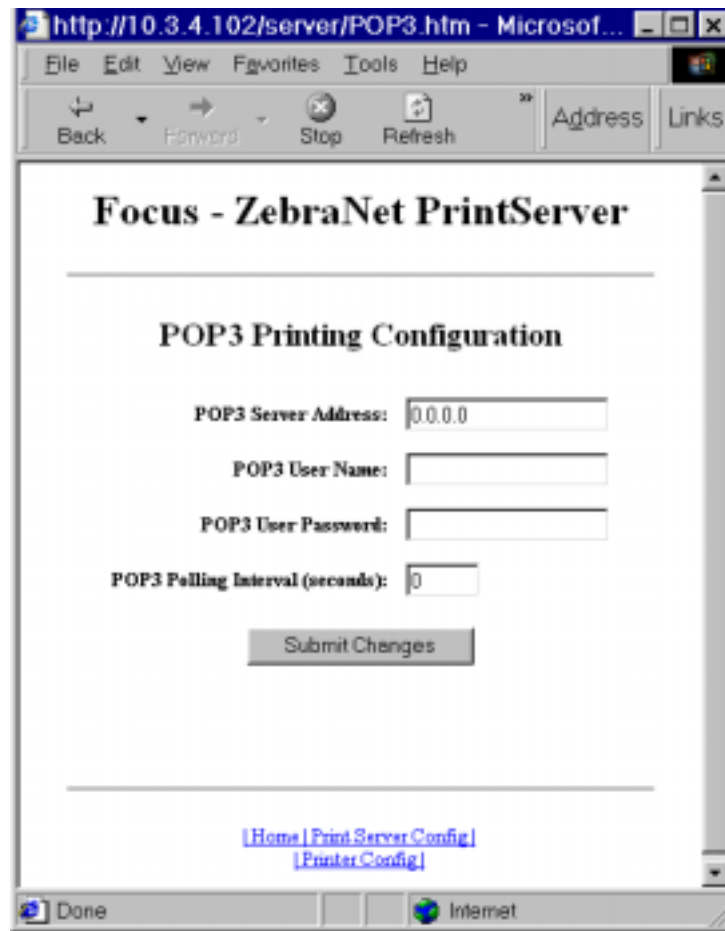 http://10.3.4.102/server/POP3.htm - Microsof...
File Edit View Favorites Tools Help
Back Forward Stop Refresh » Address Links
Focus - ZebraNet PrintServer
POP3 Printing Configuration
POP3 Server Address: 0.0.0.0
POP3 User Name:
POP3 User Password:
POP3 Polling Interval (seconds): 0
Submit Changes
| Home | Print Server Config |
| Printer Config |
Done Internet